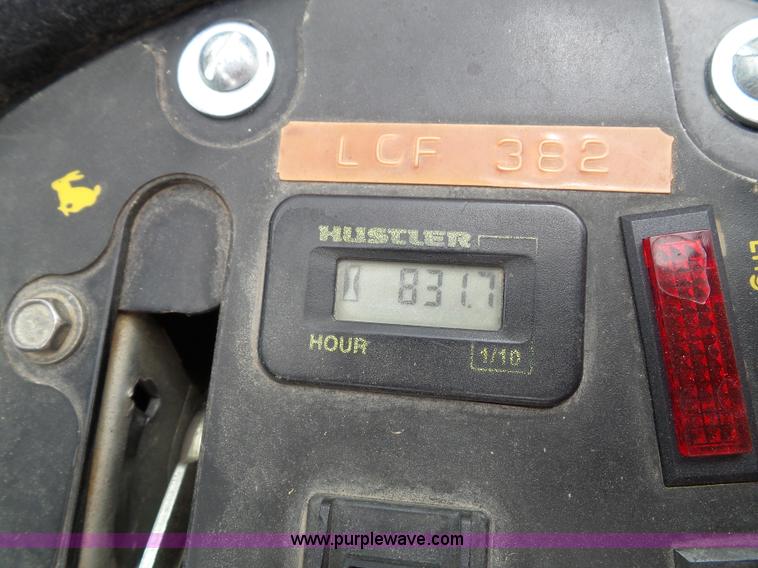 LCF 382
HUSTLER
831.7
HOUR
1/10
www.purplewave.com